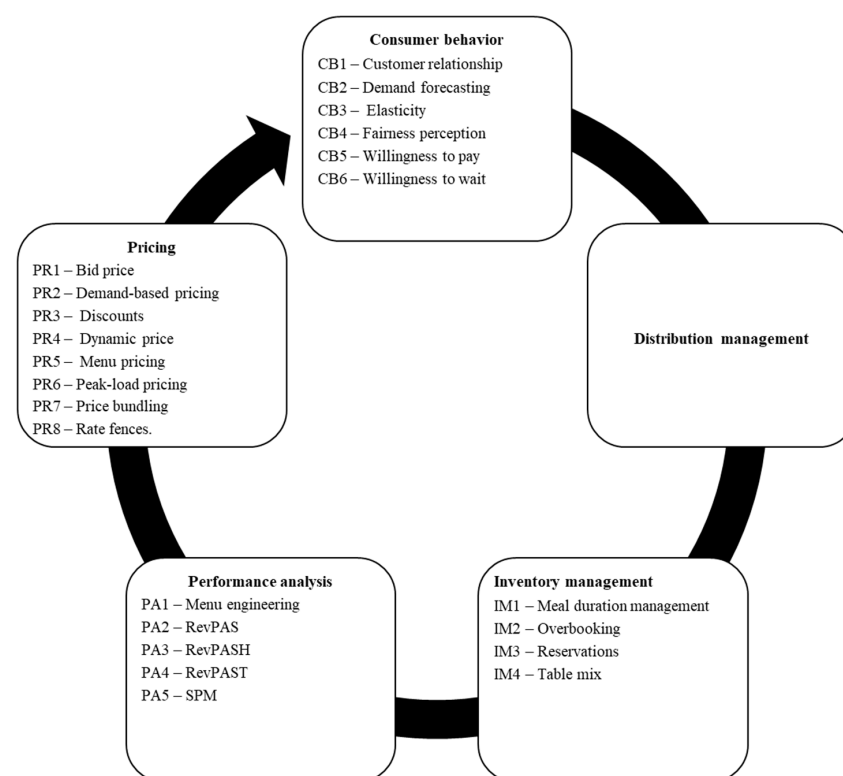 Consumer behavior
CB1 – Customer relationship
CB2 – Demand forecasting
CB3 – Elasticity
CB4 – Fairness perception
CB5 – Willingness to pay
CB6 – Willingness to wait
Pricing
PR1 – Bid price
PR2 – Demand-based pricing
PR3 – Discounts
PR4 – Dynamic price
PR5 – Menu pricing
PR6 – Peak-load pricing
PR7 – Price bundling
PR8 – Rate fences.
Distribution management
Performance analysis
PA1 – Menu engineering
PA2 – RevPAS
PA3 – RevPASH
PA4 – RevPAST
PA5 – SPM
Inventory management
IM1 – Meal duration management
IM2 – Overbooking
IM3 – Reservations
IM4 – Table mix